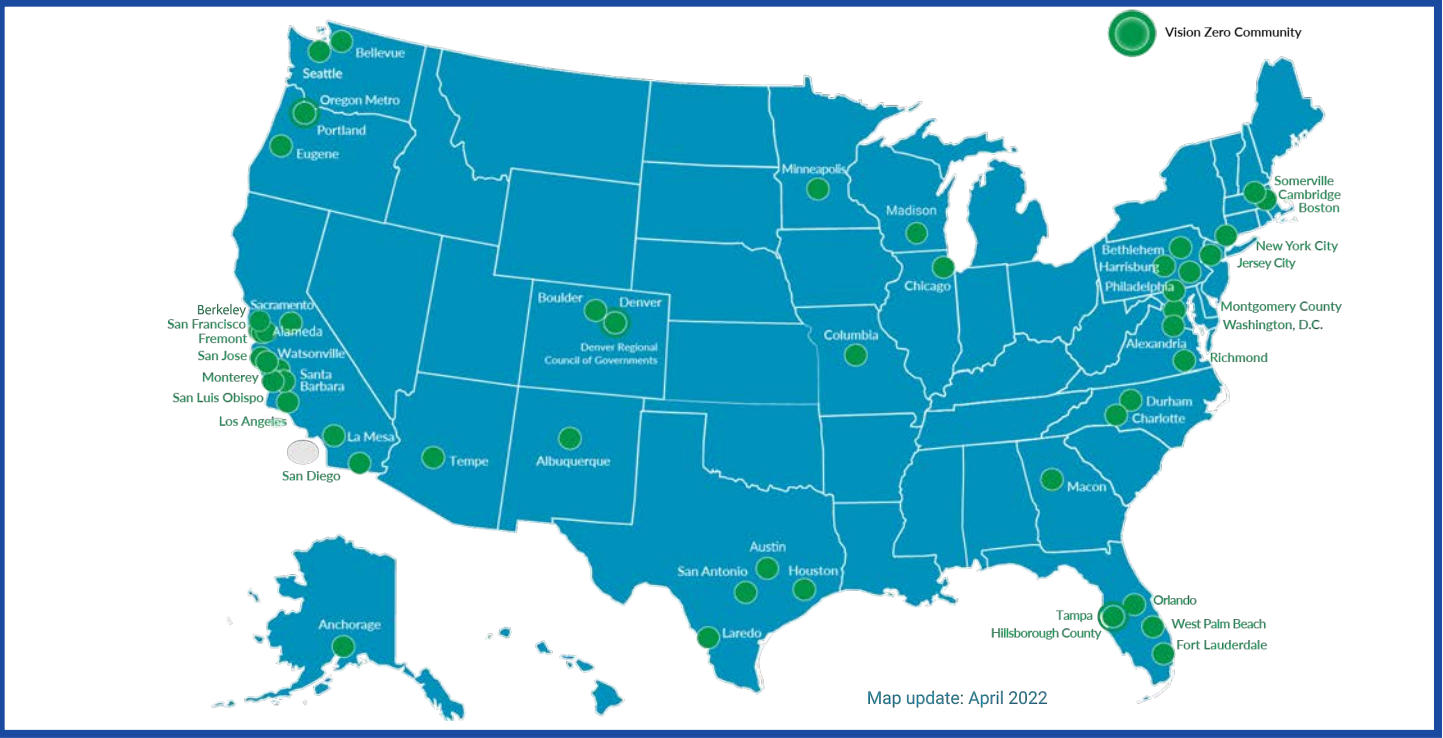 Vision Zero Community
Bellevue
Seattle
Oregon Metro
Portland
Eugene
Minneapolis
Madison
Chicago
Somerville
Cambridge
Boston
New York City
Jersey City
Bethlehem
Harrisburg
Philadelphia
Montgomery County
Washington, D.C.
Alexandria
Richmond
Boulder
Denver
Denver Regional
Council of Governments
Columbia
Berkeley
Sacramento
San Francisco
Alameda
Fremont
San Jose
Watsonville
Monterey
Santa
Barbara
San Luis Obispo
Los Angeles
La Mesa
San Diego
Tempe
Albuquerque
Durham
Charlotte
Macon
Austin
San Antonio
Houston
Laredo
Anchorage
Orlando
Tampa
Hillsborough County
West Palm Beach
Fort Lauderdale
Map update: April 2022